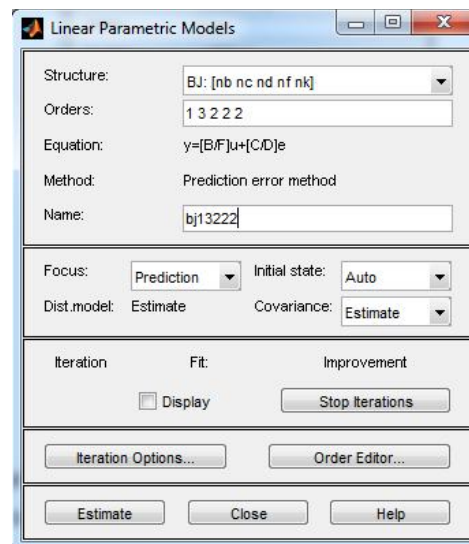 Linear Parametric Models
Structure: BJ: [nb nc nd nf nk]
Orders: 1 3 2 2 2
Equation: y=[B/F]u+[C/D]e
Method: Prediction error method
Name: bj13222
Focus: Prediction Initial state: Auto
Dist.model: Estimate Covariance: Estimate
Iteration Fit: Improvement
Display Stop Iterations
Iteration Options... Order Editor...
Estimate Close Help